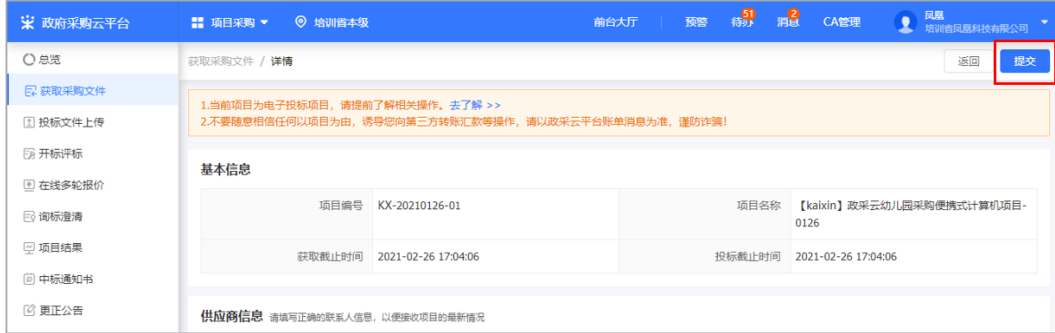 政府采购云平台 项目采购 培训省本级 前台大厅 预警 待办 51 消息 2 CA管理 凤凰
培训省凤凰科技有限公司
总览 获取采购文件 / 详情 返回 提交
获取采购文件
投标文件上传
开标评标
在线多轮报价
询标澄清
项目结果
中标通知书
更正公告
1.当前项目为电子投标项目，请提前了解相关操作。去了解 >>
2.不要随意相信任何以项目为由，诱导您向第三方转账汇款等操作，请以政采云平台账单消息为准，谨防诈骗！
基本信息
项目编号 KX-20210126-01 项目名称 【kaixin】政采云幼儿园采购便携式计算机项目-
0126
获取截止时间 2021-02-26 17:04:06 投标截止时间 2021-02-26 17:04:06
供应商信息 请填写正确的联系人信息，以便接收项目的最新情况